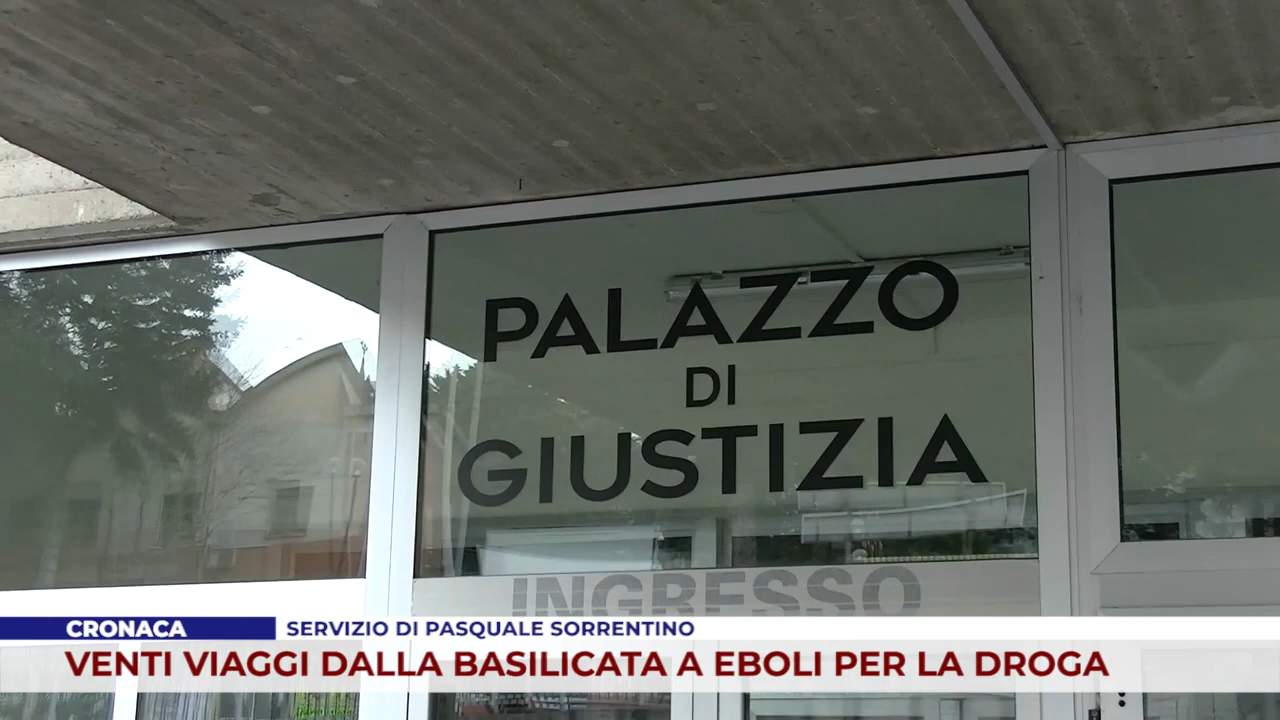 PALAZZO
DI
GIUSTIZIA
INGRESSO
CRONACA
SERVIZIO DI PASQUALE SORRENTINO
VENTI VIAGGI DALLA BASILICATA A EBOLI PER LA DROGA